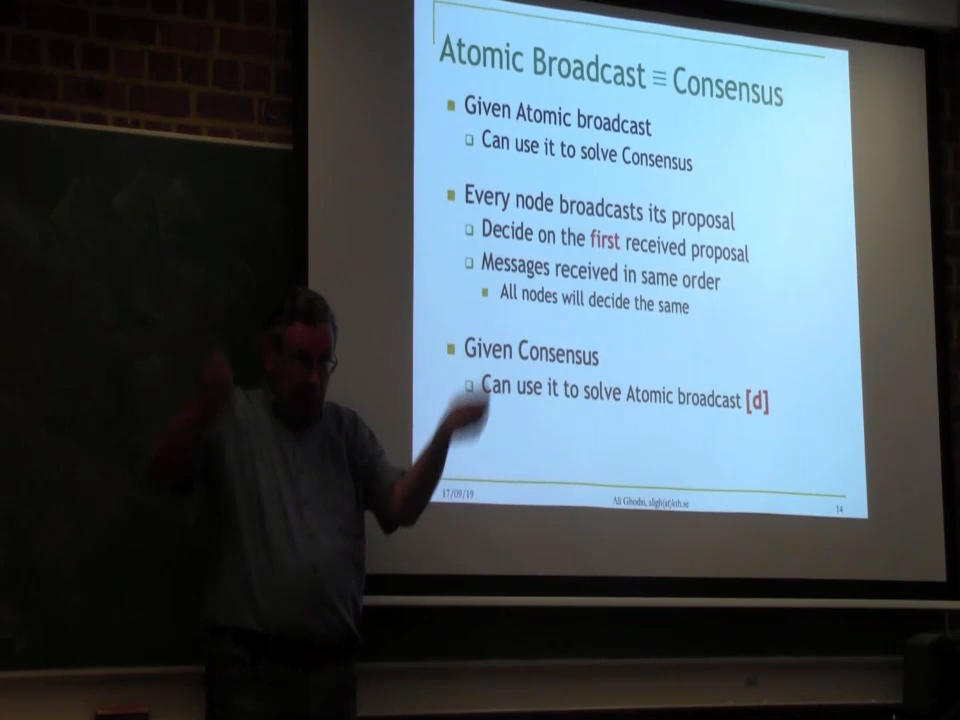 Atomic Broadcast ≡ Consensus
Given Atomic broadcast
Can use it to solve Consensus
Every node broadcasts its proposal
Decide on the first received proposal
Messages received in same order
All nodes will decide the same
Given Consensus
Can use it to solve Atomic broadcast [d]
17/09/19
Ali Ghodsi, aligh(at)kth.se
14